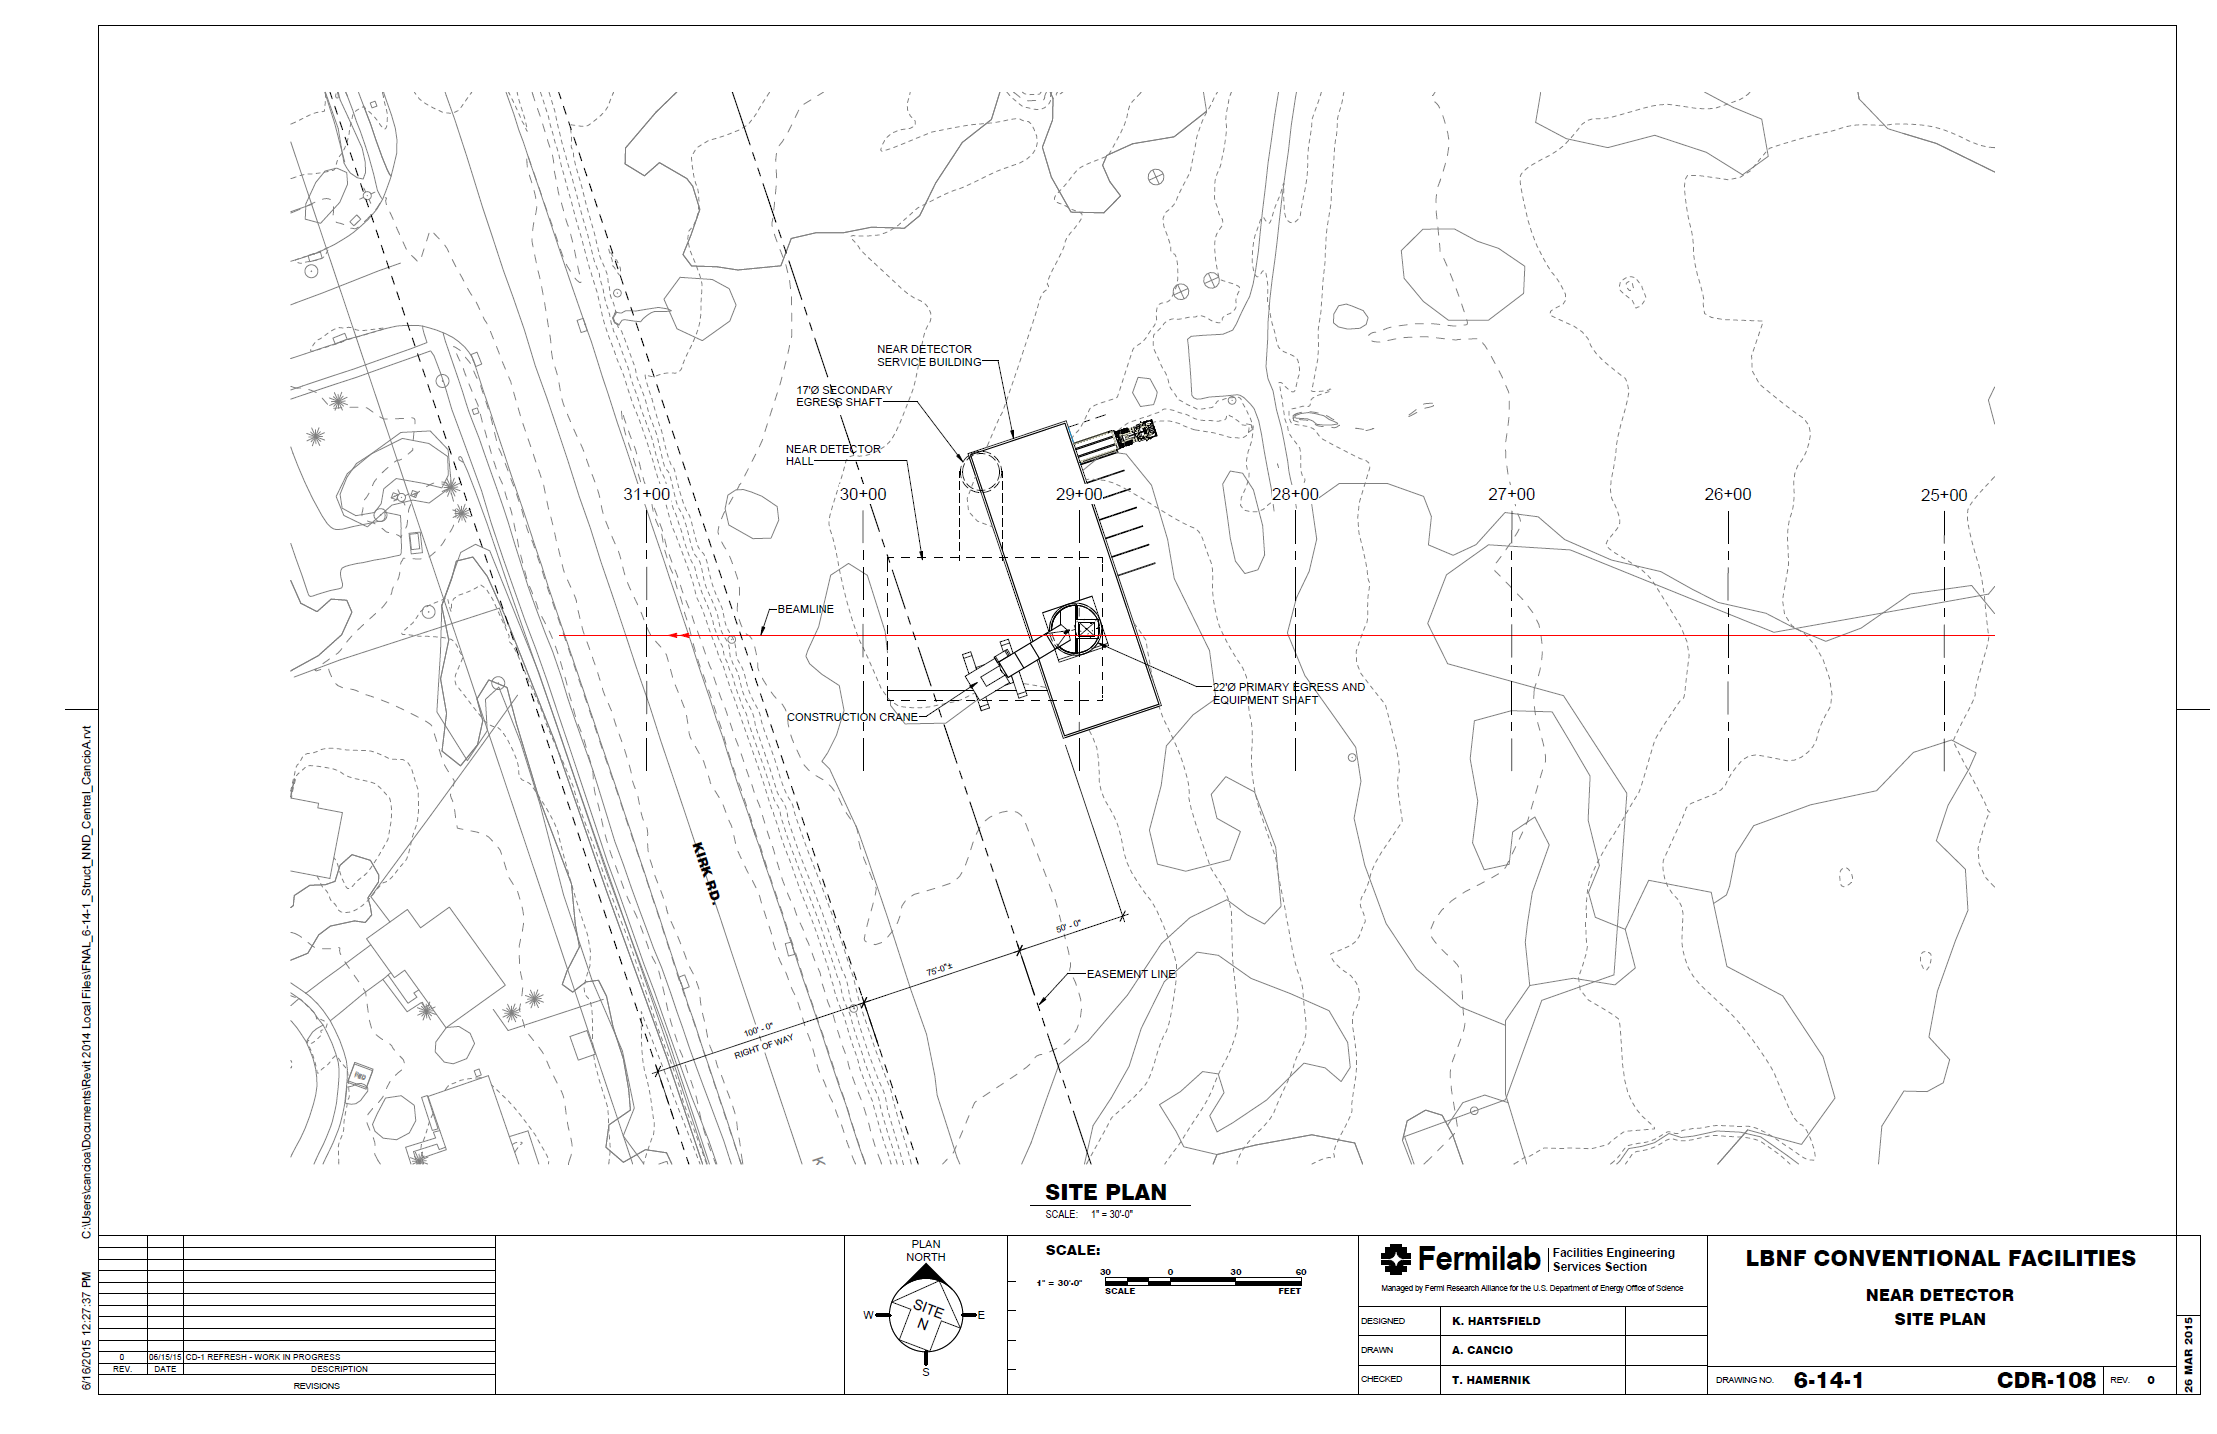 NEAR DETECTOR
SERVICE BUILDING
17'Ø SECONDARY
EGRESS SHAFT
NEAR DETECTOR
HALL
31+00
30+00
29+00
28+00
27+00
26+00
25+00
BEAMLINE
22'Ø PRIMARY EGRESS AND
EQUIPMENT SHAFT
CONSTRUCTION CRANE
KIRK RD.
50' - 0"
75'-0"±
EASEMENT LINE
100' - 0"
RIGHT OF WAY
K
SITE PLAN
SCALE: 1" = 30'-0"
C:\Users\cancioa\Documents\Revit 2014 Local Files\FNAL_6-14-1_Struct_NND_Central_CancioA.rvt
6/16/2015 12:27:37 PM
0 06/15/15 CD-1 REFRESH - WORK IN PROGRESS
REV. DATE DESCRIPTION
REVISIONS
PLAN
NORTH
W
E
SITE
N
S
SCALE:
1" = 30'-0"
30 0 30 60
SCALE FEET
Fermilab
Facilities Engineering
Services Section
Managed by Fermi Research Alliance for the U.S. Department of Energy Office of Science
DESIGNED K. HARTSFIELD
DRAWN A. CANCIO
CHECKED T. HAMERNIK
LBNF CONVENTIONAL FACILITIES
NEAR DETECTOR
SITE PLAN
DRAWING NO. 6-14-1 CDR-108 REV. 0
26 MAR 2015